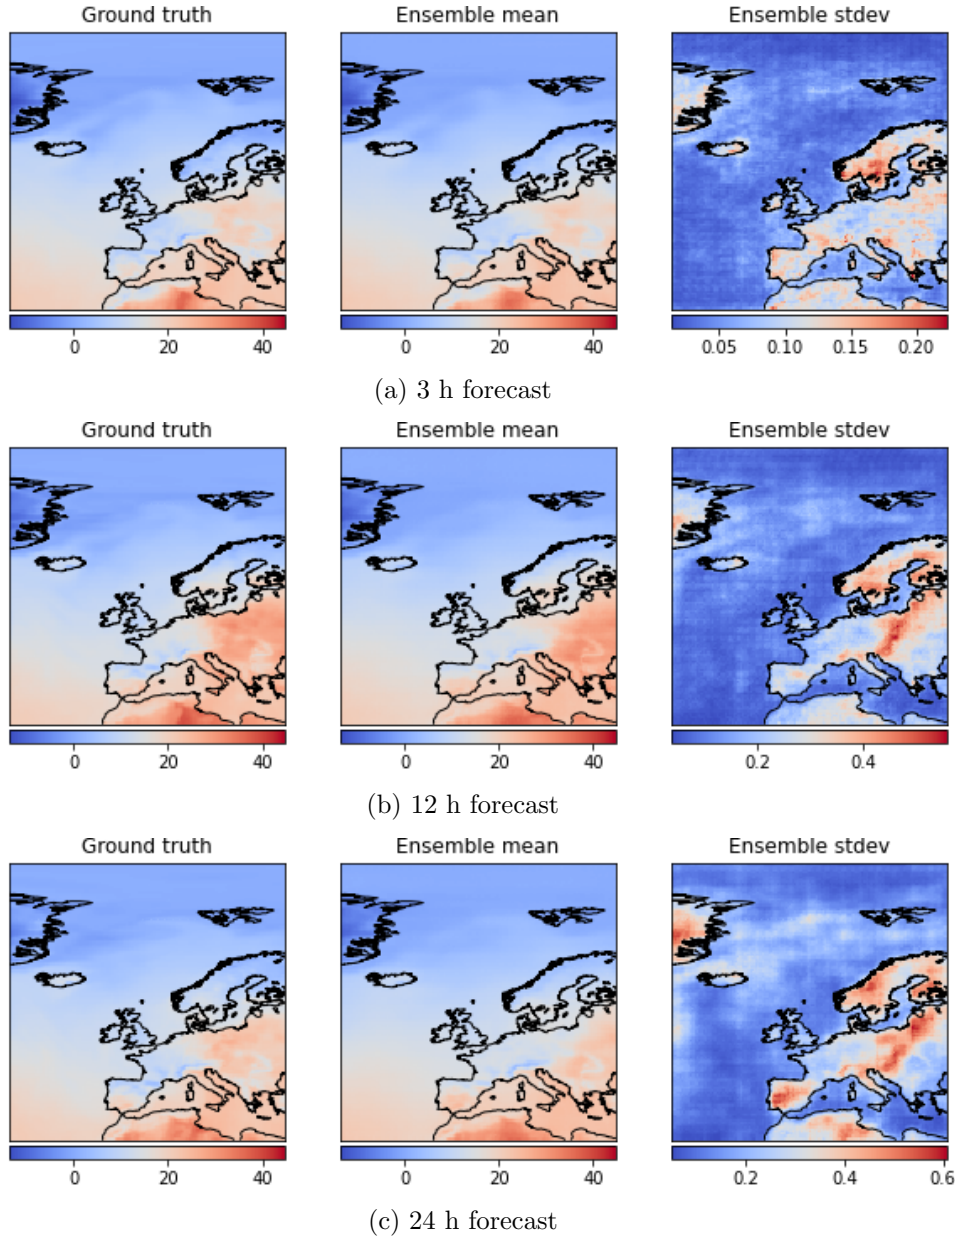 Ground truth Ensemble mean Ensemble stdev
0 20 40 0 20 40 0.05 0.10 0.15 0.20
(a) 3 h forecast
Ground truth Ensemble mean Ensemble stdev
0 20 40 0 20 40 0.2 0.4
(b) 12 h forecast
Ground truth Ensemble mean Ensemble stdev
0 20 40 0 20 40 0.2 0.4 0.6
(c) 24 h forecast